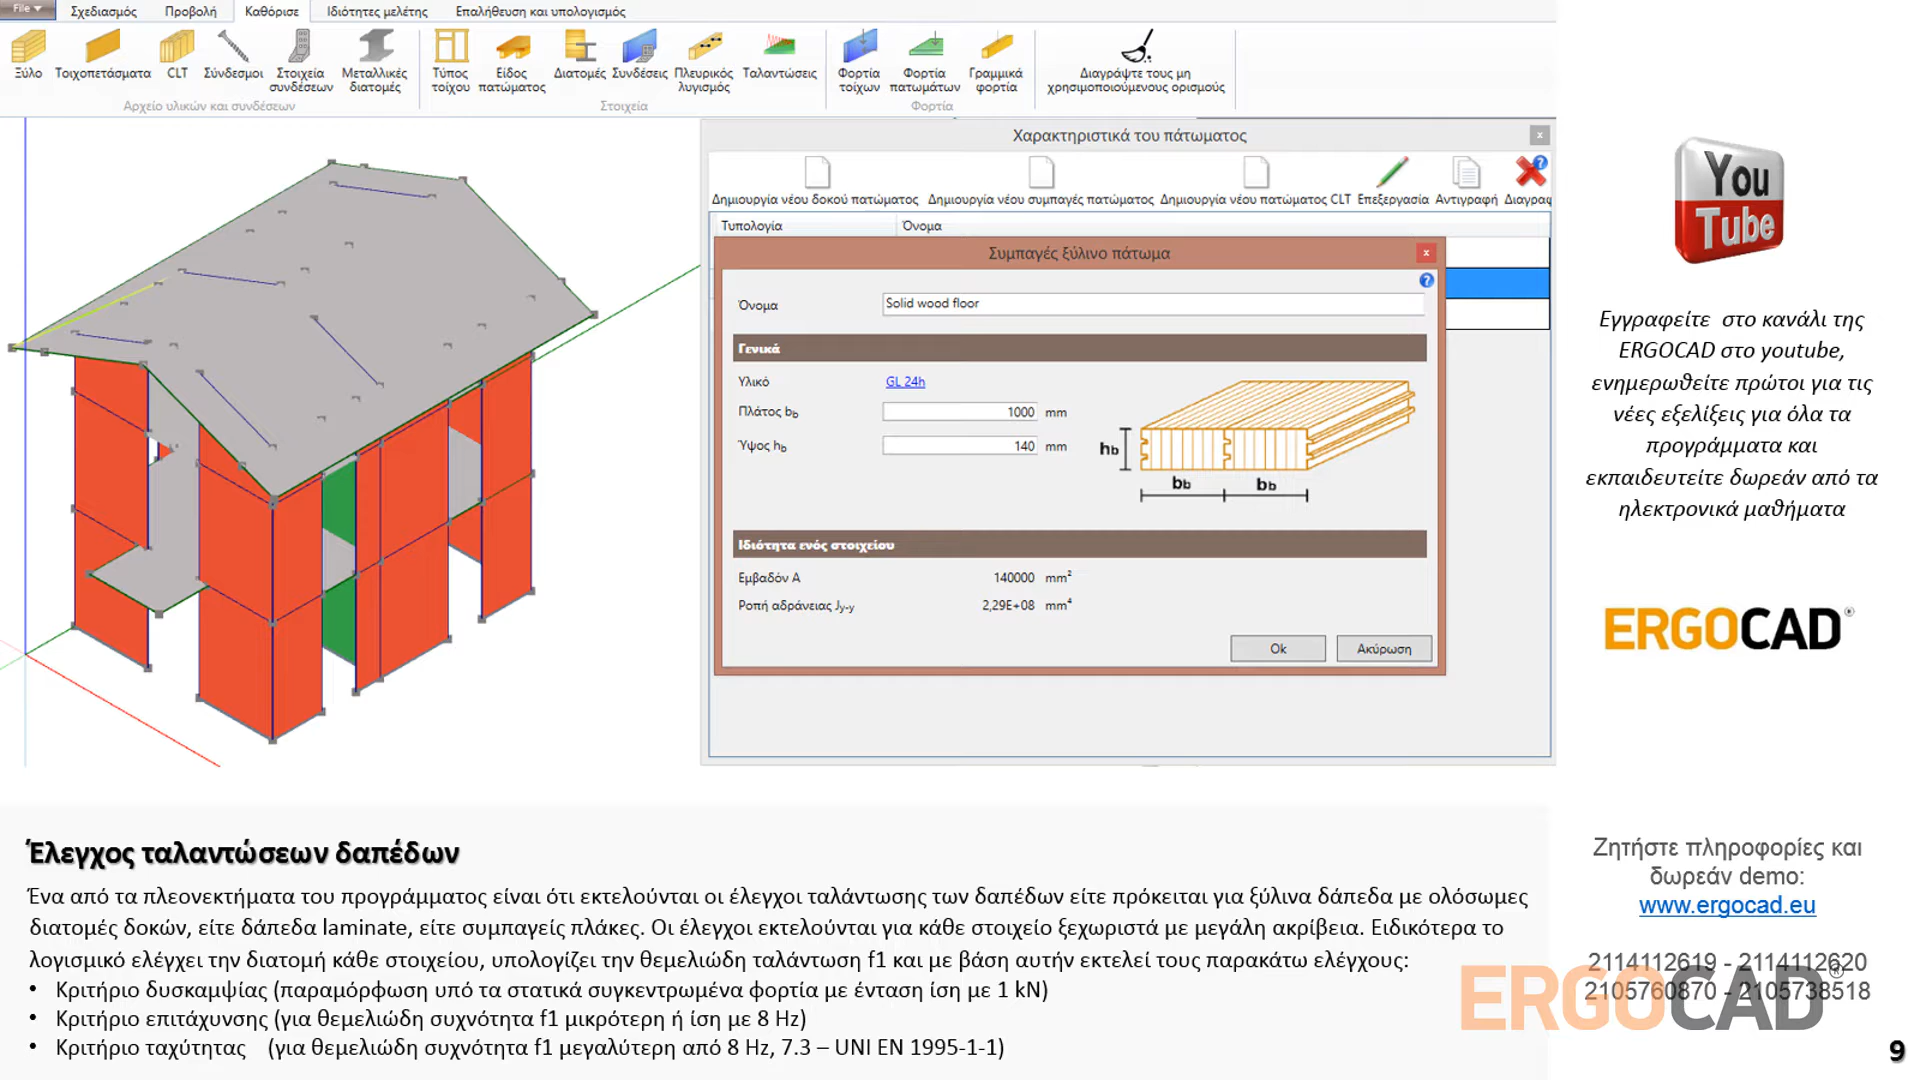 File
Σχεδιασμός
Προβολή
Καθόρισε
Ιδιότητες μελέτης
Επαλήθευση και υπολογισμός
Ξύλο
Τοιχοπετάσματα
CLT
Σύνδεσμοι
Στοιχεία
συνδέσεων
Μεταλλικές
διατομές
Τύπος
τοίχου
Είδος
πατώματος
Διατομές
Συνδέσεις
Πλευρικός
λυγισμός
Ταλαντώσεις
Φορτία
τοίχων
Φορτία
πατωμάτων
Γραμμικά
φορτία
Διαγράψτε τους μη
χρησιμοποιούμενους ορισμούς
Αρχείο υλικών και συνδέσεων
Στοιχεία
Φορτία
Χαρακτηριστικά του πάτωματος
x
Δημιουργία νέου δοκού πατώματος
Δημιουργία νέου συμπαγές πατώματος
Δημιουργία νέου πατώματος CLT
Επεξεργασία
Αντιγραφή
Διαγραφ
Τυπολογία
Όνομα
Συμπαγές ξύλινο πάτωμα
x
?
Όνομα
Solid wood floor
Γενικά
Υλικό
GL 24h
Πλάτος bb
1000 mm
Ύψος hb
140 mm
hb
bb
bb
Ιδιότητα ενός στοιχείου
Εμβαδόν A
140000 mm²
Ροπή αδράνειας Jy-y
2,29E+08 mm⁴
Ok
Ακύρωση
You
Tube
Εγγραφείτε στο κανάλι της
ERGOCAD στο youtube,
ενημερωθείτε πρώτοι για τις
νέες εξελίξεις για όλα τα
προγράμματα και
εκπαιδευτείτε δωρεάν από τα
ηλεκτρονικά μαθήματα
ERGOCAD®
Έλεγχος ταλαντώσεων δαπέδων
Ένα από τα πλεονεκτήματα του προγράμματος είναι ότι εκτελούνται οι έλεγχοι ταλάντωσης των δαπέδων είτε πρόκειται για ξύλινα δάπεδα με ολόσωμες
διατομές δοκών, είτε δάπεδα laminate, είτε συμπαγείς πλάκες. Οι έλεγχοι εκτελούνται για κάθε στοιχείο ξεχωριστά με μεγάλη ακρίβεια. Ειδικότερα το
λογισμικό ελέγχει την διατομή κάθε στοιχείου, υπολογίζει την θεμελιώδη ταλάντωση f1 και με βάση αυτήν εκτελεί τους παρακάτω ελέγχους:
• Κριτήριο δυσκαμψίας (παραμόρφωση υπό τα στατικά συγκεντρωμένα φορτία με ένταση ίση με 1 kN)
• Κριτήριο επιτάχυνσης (για θεμελιώδη συχνότητα f1 μικρότερη ή ίση με 8 Hz)
• Κριτήριο ταχύτητας (για θεμελιώδη συχνότητα f1 μεγαλύτερη από 8 Hz, 7.3 – UNI EN 1995-1-1)
Ζητήστε πληροφορίες και
δωρεάν demo:
www.ergocad.eu
2114112619 - 2114112620
2105760870 - 2105738518
ERGOCAD®
9